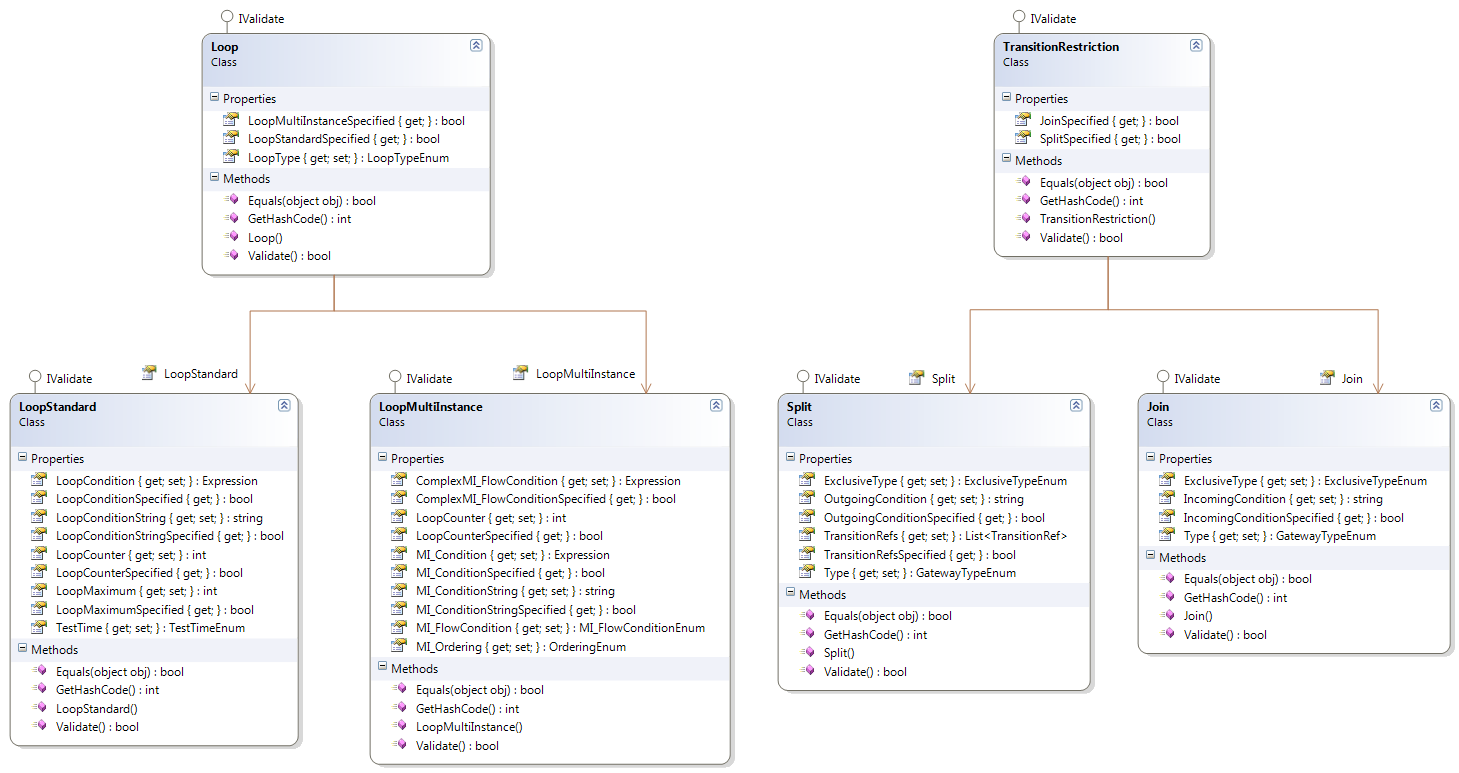 IValidate
Loop
Class
Properties
LoopMultiInstanceSpecified { get; } : bool
LoopStandardSpecified { get; } : bool
LoopType { get; set; } : LoopTypeEnum
Methods
Equals(object obj) : bool
GetHashCode() : int
Loop()
Validate() : bool
IValidate
TransitionRestriction
Class
Properties
JoinSpecified { get; } : bool
SplitSpecified { get; } : bool
Methods
Equals(object obj) : bool
GetHashCode() : int
TransitionRestriction()
Validate() : bool
IValidate
LoopStandard
LoopStandard
Class
Properties
LoopCondition { get; set; } : Expression
LoopConditionSpecified { get; } : bool
LoopConditionString { get; set; } : string
LoopConditionStringSpecified { get; } : bool
LoopCounter { get; set; } : int
LoopCounterSpecified { get; } : bool
LoopMaximum { get; set; } : int
LoopMaximumSpecified { get; } : bool
TestTime { get; set; } : TestTimeEnum
Methods
Equals(object obj) : bool
GetHashCode() : int
LoopStandard()
Validate() : bool
IValidate
LoopMultiInstance
LoopMultiInstance
Class
Properties
ComplexMI_FlowCondition { get; set; } : Expression
ComplexMI_FlowConditionSpecified { get; } : bool
LoopCounter { get; set; } : int
LoopCounterSpecified { get; } : bool
MI_Condition { get; set; } : Expression
MI_ConditionSpecified { get; } : bool
MI_ConditionString { get; set; } : string
MI_ConditionStringSpecified { get; } : bool
MI_FlowCondition { get; set; } : MI_FlowConditionEnum
MI_Ordering { get; set; } : OrderingEnum
Methods
Equals(object obj) : bool
GetHashCode() : int
LoopMultiInstance()
Validate() : bool
IValidate
Split
Split
Class
Properties
ExclusiveType { get; set; } : ExclusiveTypeEnum
OutgoingCondition { get; set; } : string
OutgoingConditionSpecified { get; } : bool
TransitionRefs { get; set; } : List<TransitionRef>
TransitionRefsSpecified { get; } : bool
Type { get; set; } : GatewayTypeEnum
Methods
Equals(object obj) : bool
GetHashCode() : int
Split()
Validate() : bool
IValidate
Join
Join
Class
Properties
ExclusiveType { get; set; } : ExclusiveTypeEnum
IncomingCondition { get; set; } : string
IncomingConditionSpecified { get; } : bool
Type { get; set; } : GatewayTypeEnum
Methods
Equals(object obj) : bool
GetHashCode() : int
Join()
Validate() : bool